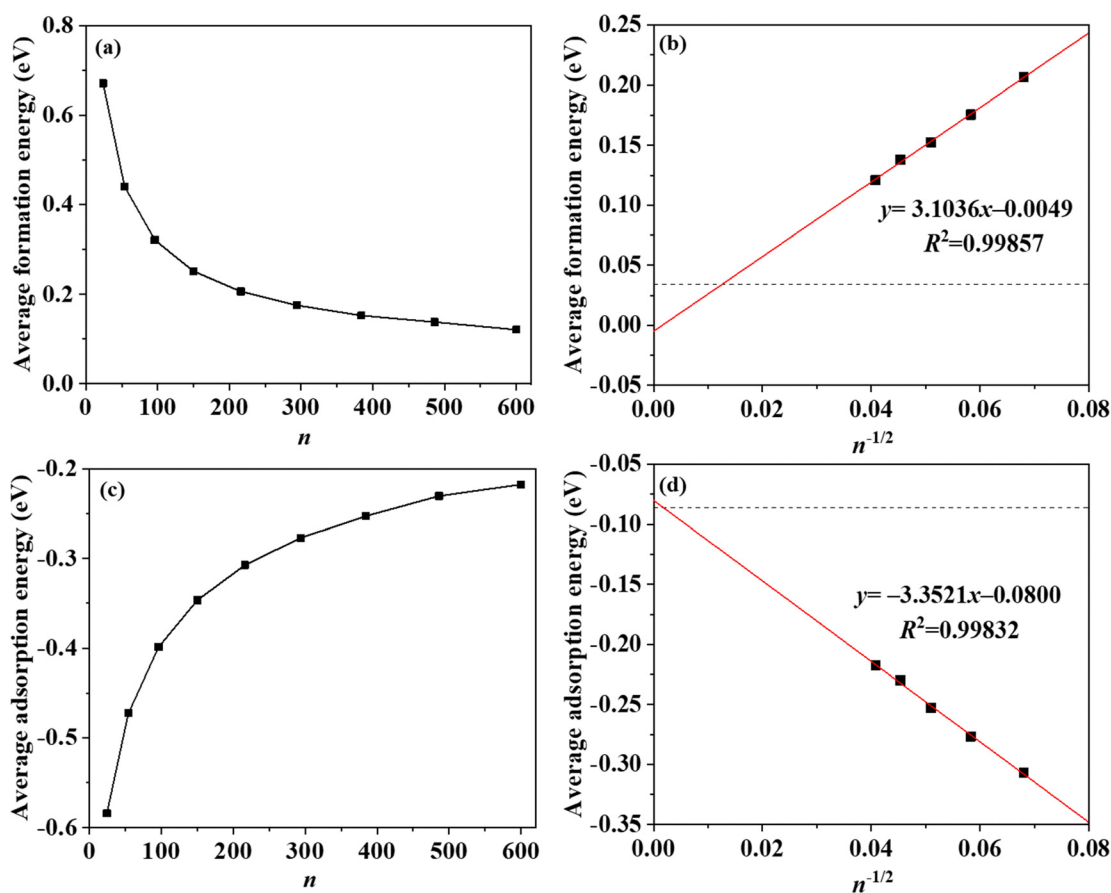 (a)
Average formation energy (eV)
0.8
0.6
0.4
0.2
0.0
0 100 200 300 400 500 600
n
(b)
Average formation energy (eV)
0.25
0.20
0.15
0.10
0.05
0.00
-0.05
y= 3.1036x–0.0049
R²=0.99857
0.00 0.02 0.04 0.06 0.08
n⁻¹/²
(c)
Average adsorption energy (eV)
-0.2
-0.3
-0.4
-0.5
-0.6
0 100 200 300 400 500 600
n
(d)
Average adsorption energy (eV)
-0.05
-0.10
-0.15
-0.20
-0.25
-0.30
-0.35
y= –3.3521x–0.0800
R²=0.99832
0.00 0.02 0.04 0.06 0.08
n⁻¹/²